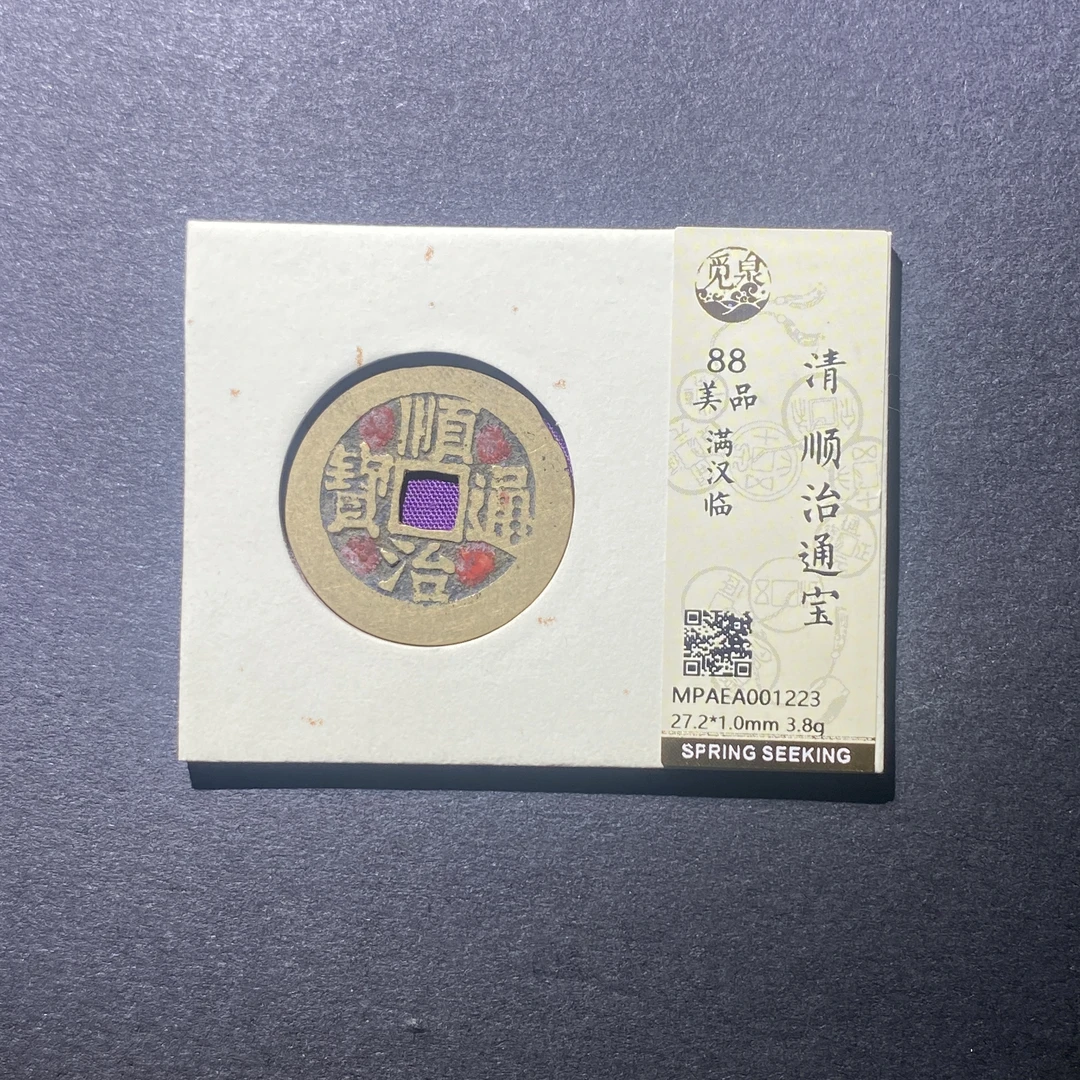 順治通寶
覓泉
88
美品
满汉临
清 顺治通宝
MPAEA001223
27.2*1.0mm 3.8g
SPRING SEEKING